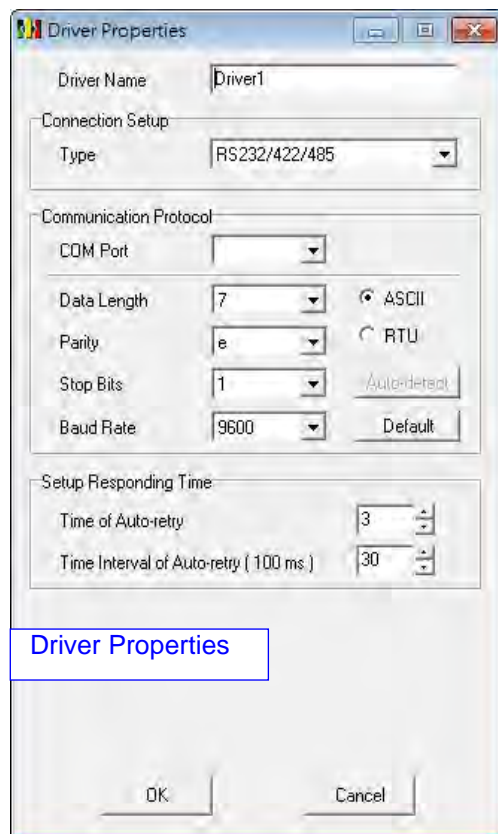 Driver Properties
Driver Name Driver1
Connection Setup
Type RS232/422/485
Communication Protocol
COM Port
Data Length 7 ASCII
Parity e RTU
Stop Bits 1 Auto-detect
Baud Rate 9600 Default
Setup Responding Time
Time of Auto-retry 3
Time Interval of Auto-retry ( 100 ms ) 30
Driver Properties
OK Cancel